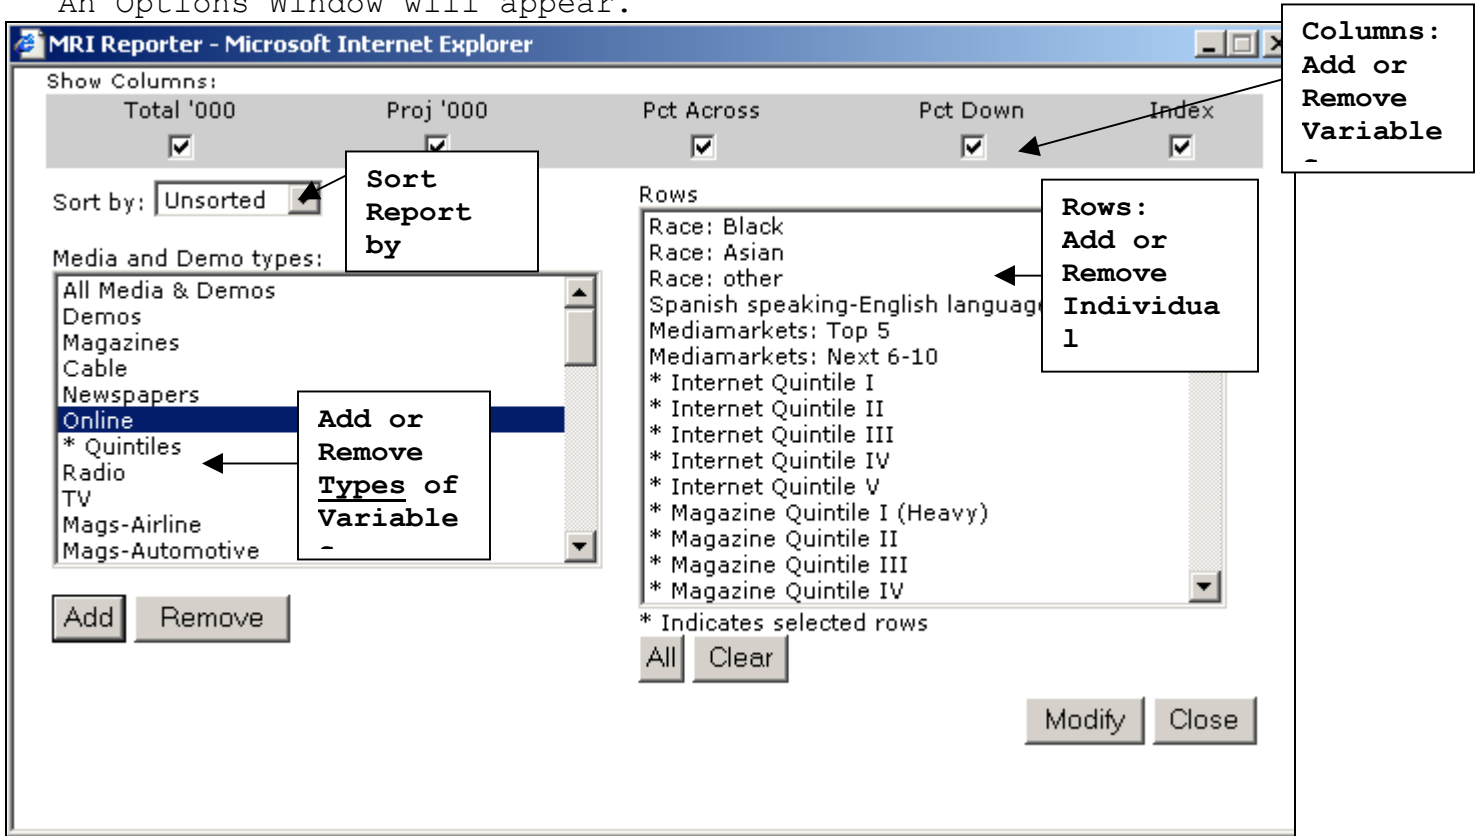 An Options Window will appear.
MRI Reporter - Microsoft Internet Explorer
Columns:
Add or
Remove
Variable
Show Columns:
Total '000 Proj '000 Pct Across Pct Down Index
Sort by: Unsorted
Sort
Report
by
Media and Demo types:
All Media & Demos
Demos
Magazines
Cable
Newspapers
Online
* Quintiles
Radio
TV
Mags-Airline
Mags-Automotive
Add or
Remove
Types of
Variable
Add Remove
Rows
Race: Black
Race: Asian
Race: other
Spanish speaking-English language
Mediamarkets: Top 5
Mediamarkets: Next 6-10
* Internet Quintile I
* Internet Quintile II
* Internet Quintile III
* Internet Quintile IV
* Internet Quintile V
* Magazine Quintile I (Heavy)
* Magazine Quintile II
* Magazine Quintile III
* Magazine Quintile IV
Rows:
Add or
Remove
Individua
l
* Indicates selected rows
All Clear
Modify Close